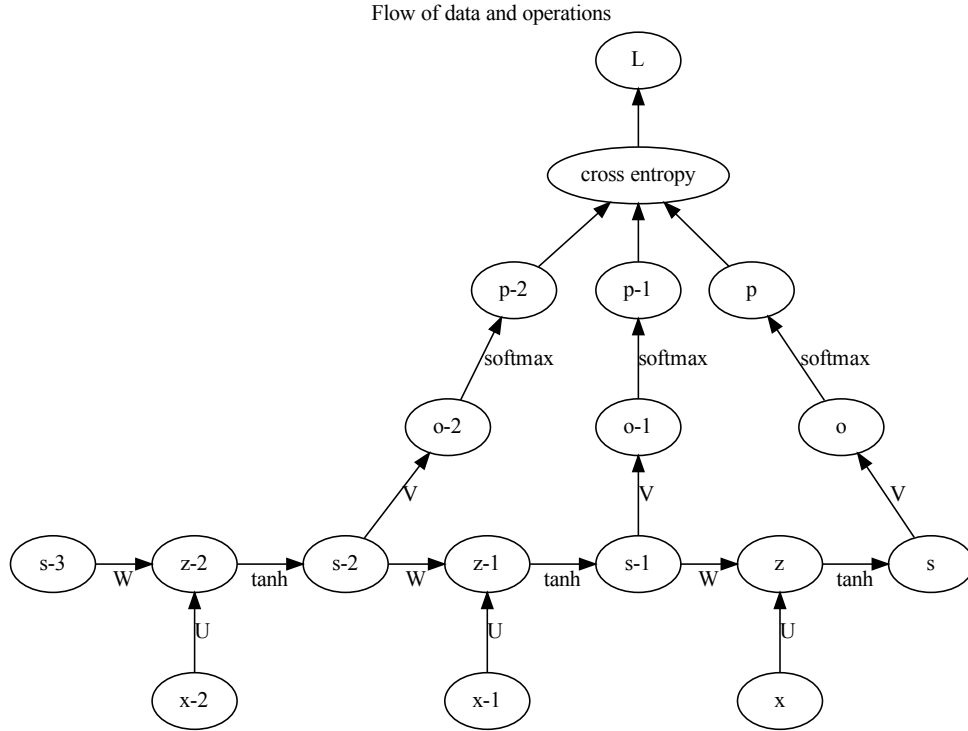 Flow of data and operations
L
cross entropy
p-2
p-1
p
softmax
softmax
softmax
o-2
o-1
o
V
V
V
s-3
W
z-2
tanh
s-2
W
z-1
tanh
s-1
W
z
tanh
s
U
U
U
x-2
x-1
x